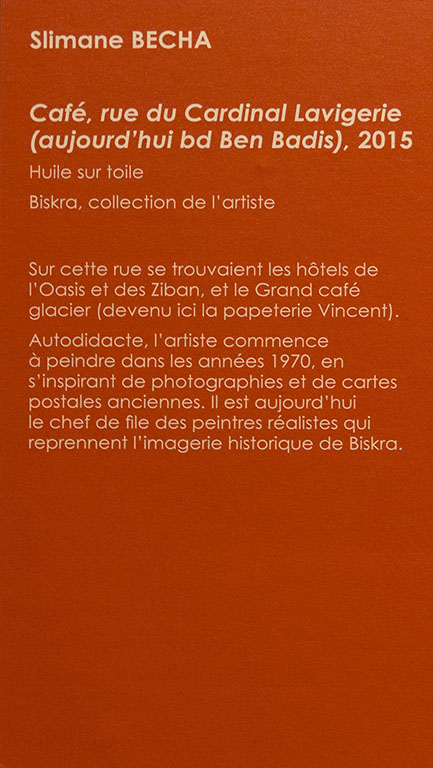 Slimane BECHA
Café, rue du Cardinal Lavigerie
(aujourd’hui bd Ben Badis), 2015
Huile sur toile
Biskra, collection de l’artiste
Sur cette rue se trouvaient les hôtels de
l’Oasis et des Ziban, et le Grand café
glacier (devenu ici la papeterie Vincent).
Autodidacte, l’artiste commence
à peindre dans les années 1970, en
s’inspirant de photographies et de cartes
postales anciennes. Il est aujourd’hui
le chef de file des peintres réalistes qui
reprennent l’imagerie historique de Biskra.